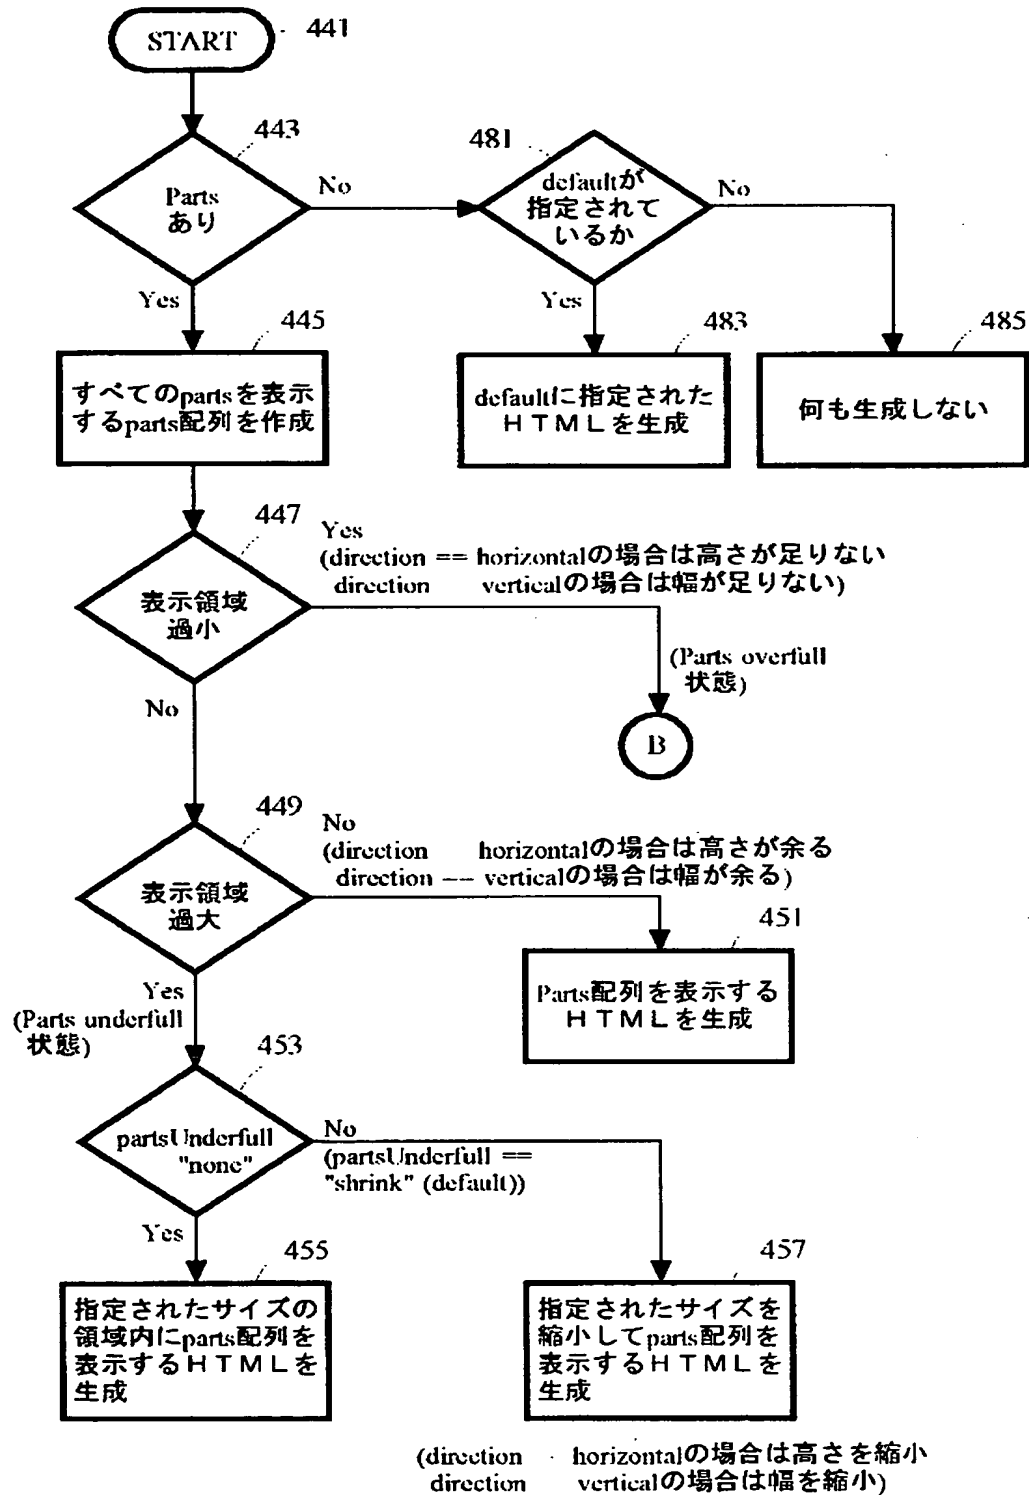 START
441
443
Parts
あり
No
Yes
481
defaultが
指定されて
いるか
No
Yes
445
すべてのpartsを表示
するparts配列を作成
483
defaultに指定された
ＨＴＭＬを生成
485
何も生成しない
447
表示領域
過小
Yes
(direction == horizontalの場合は高さが足りない
direction verticalの場合は幅が足りない)
(Parts overfull
状態)
B
No
449
表示領域
過大
No
(direction horizontalの場合は高さが余る
direction == verticalの場合は幅が余る)
451
Parts配列を表示する
ＨＴＭＬを生成
Yes
(Parts underfull
状態)
453
partsUnderfull
"none"
No
(partsUnderfull ==
"shrink" (default))
Yes
455
指定されたサイズの
領域内にparts配列を
表示するＨＴＭＬを
生成
457
指定されたサイズを
縮小してparts配列を
表示するＨＴＭＬを
生成
(direction horizontalの場合は高さを縮小
direction verticalの場合は幅を縮小)